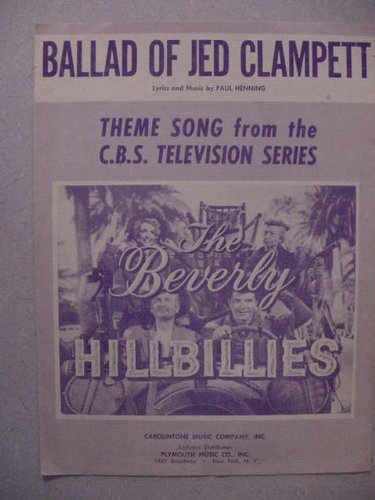 BALLAD OF JED CLAMPETT
Lyrics and Music by PAUL HENNING
THEME SONG from the
C.B.S. TELEVISION SERIES
The
Beverly
HILLBILLIES
CAROLINTONE MUSIC COMPANY, INC.
Exclusive Distributor:
PLYMOUTH MUSIC CO., INC.
1841 Broadway • New York, N. Y.